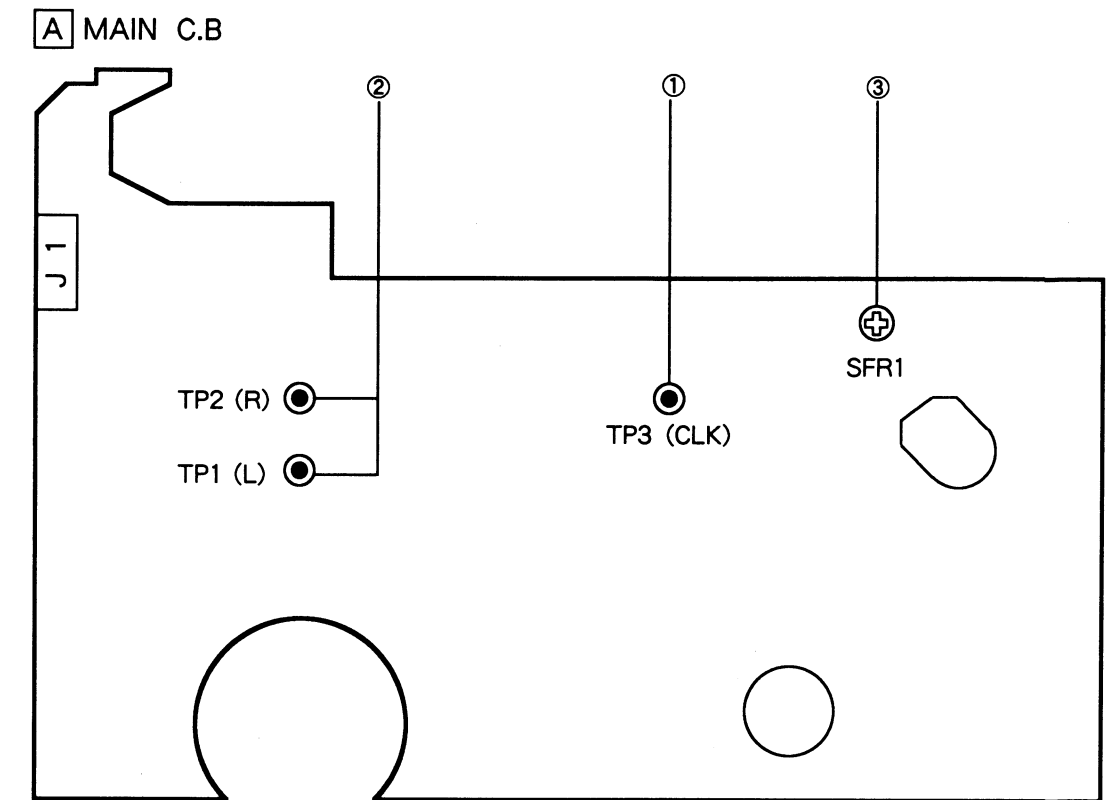 A MAIN C.B
② ① ③
J 1
SFR1
TP2 (R)
TP3 (CLK)
TP1 (L)